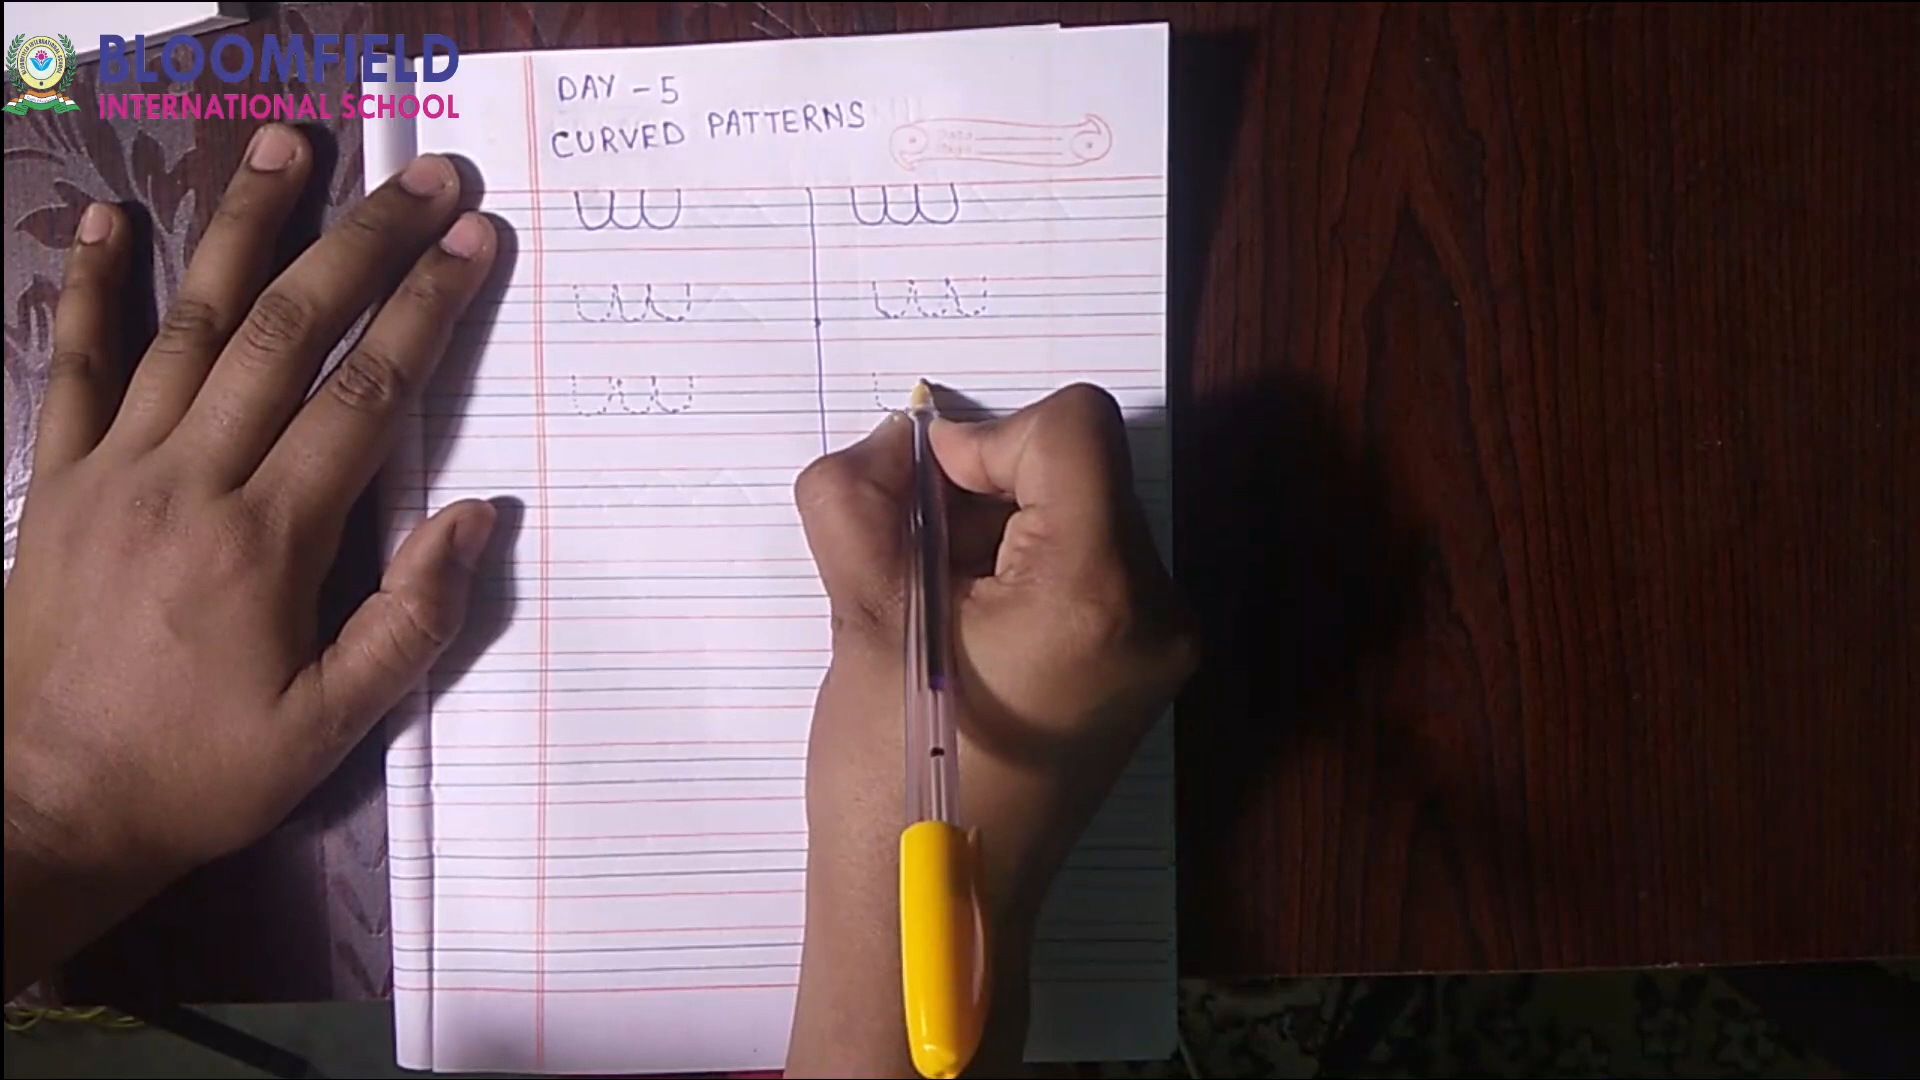 BLOOMFIELD
INTERNATIONAL SCHOOL
DAY - 5
CURVED PATTERNS